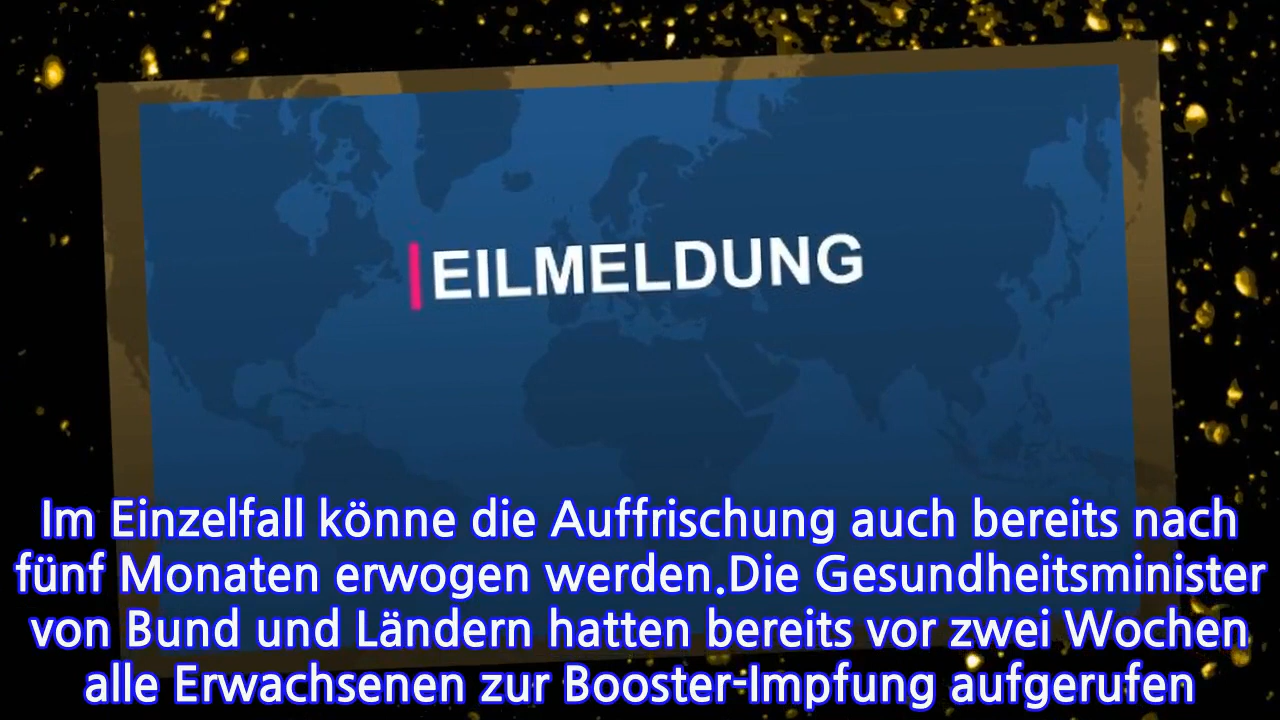 EILMELDUNG
Im Einzelfall könne die Auffrischung auch bereits nach
fünf Monaten erwogen werden.Die Gesundheitsminister
von Bund und Ländern hatten bereits vor zwei Wochen
alle Erwachsenen zur Booster-Impfung aufgerufen